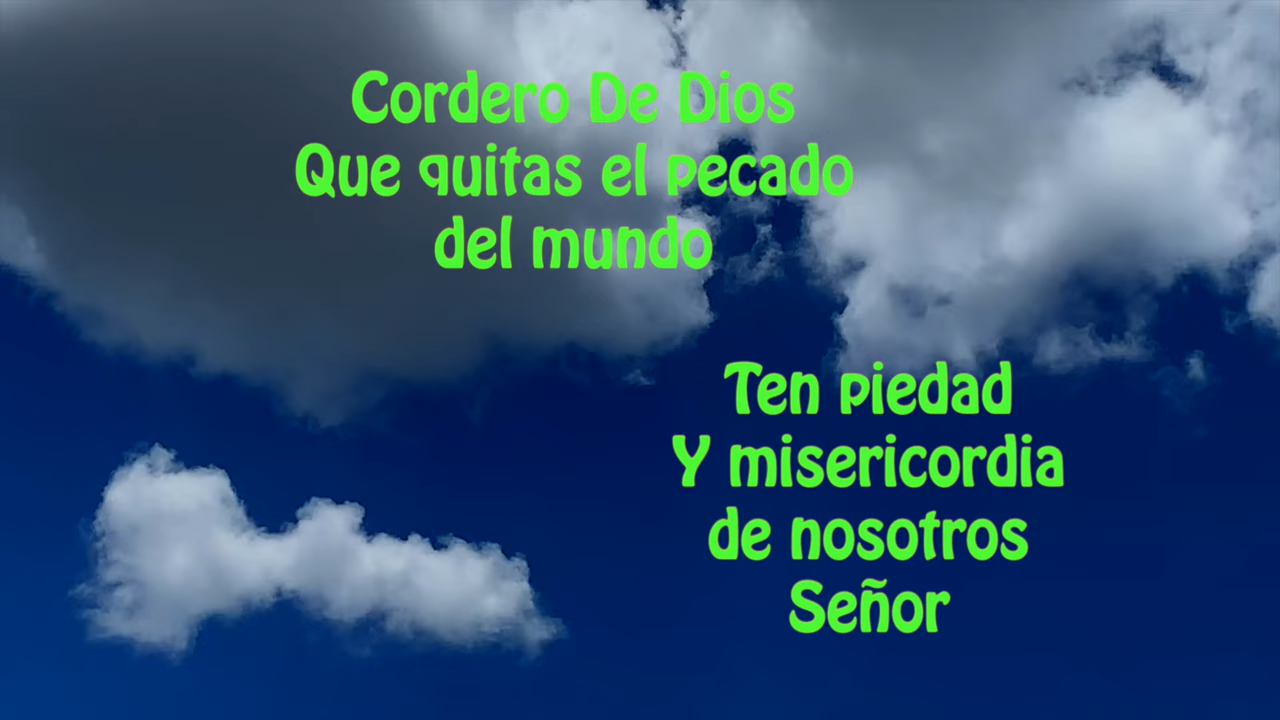 Cordero De Dios
Que quitas el pecado
del mundo
Ten piedad
Y misericordia
de nosotros
Señor